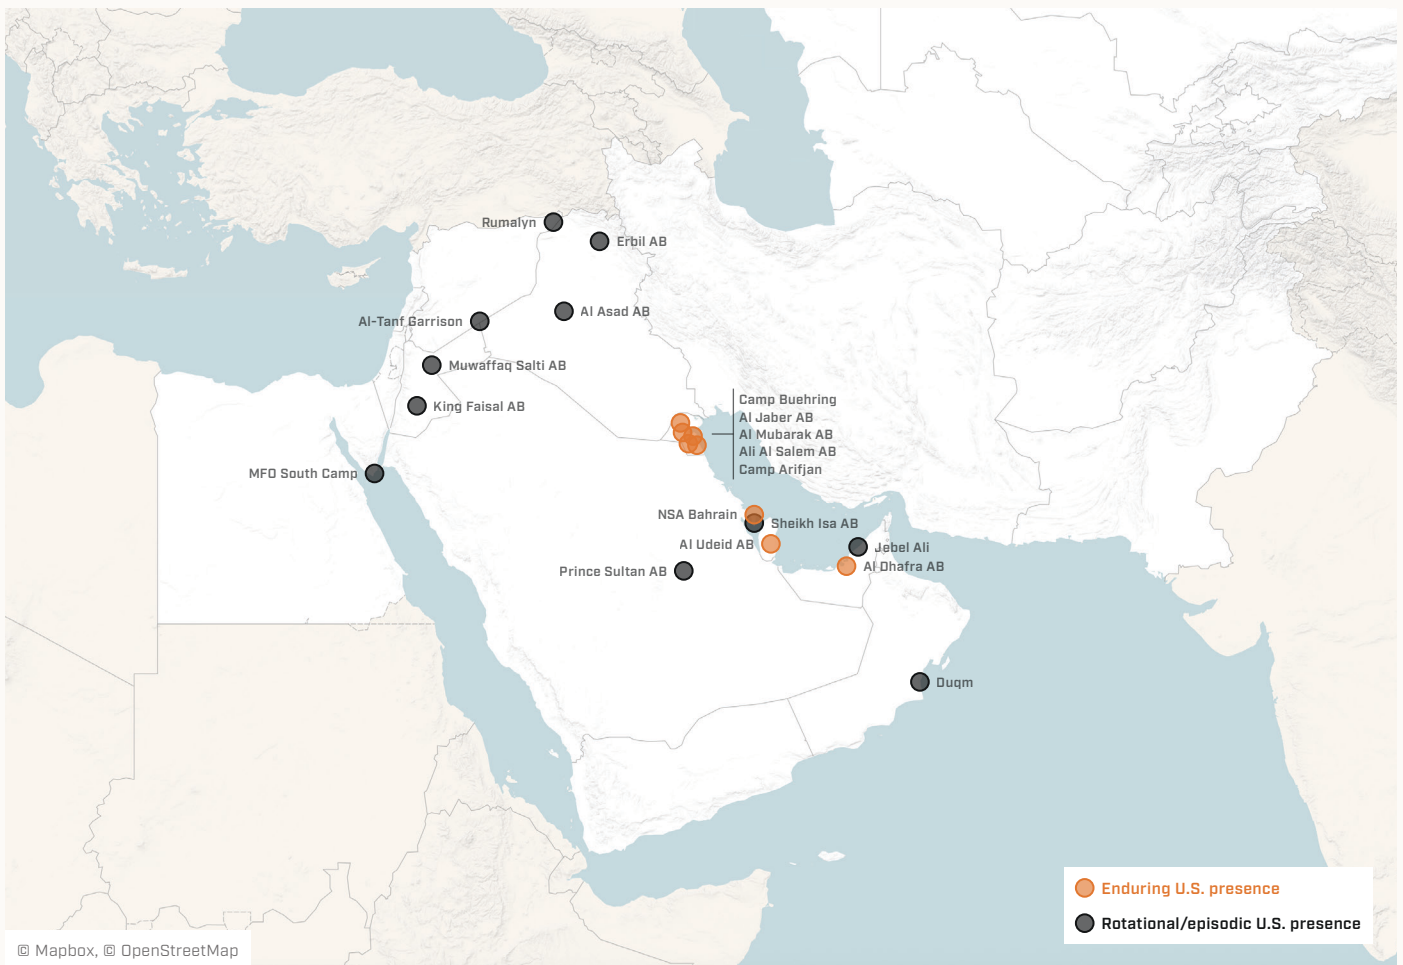 Rumalyn
Erbil AB
Al Asad AB
Al-Tanf Garrison
Muwaffaq Salti AB
King Faisal AB
Camp Buehring
Al Jaber AB
Al Mubarak AB
Ali Al Salem AB
Camp Arifjan
MFO South Camp
NSA Bahrain
Sheikh Isa AB
Al Udeid AB
Jebel Ali
Al Dhafra AB
Prince Sultan AB
Duqm
Enduring U.S. presence
Rotational/episodic U.S. presence
© Mapbox, © OpenStreetMap